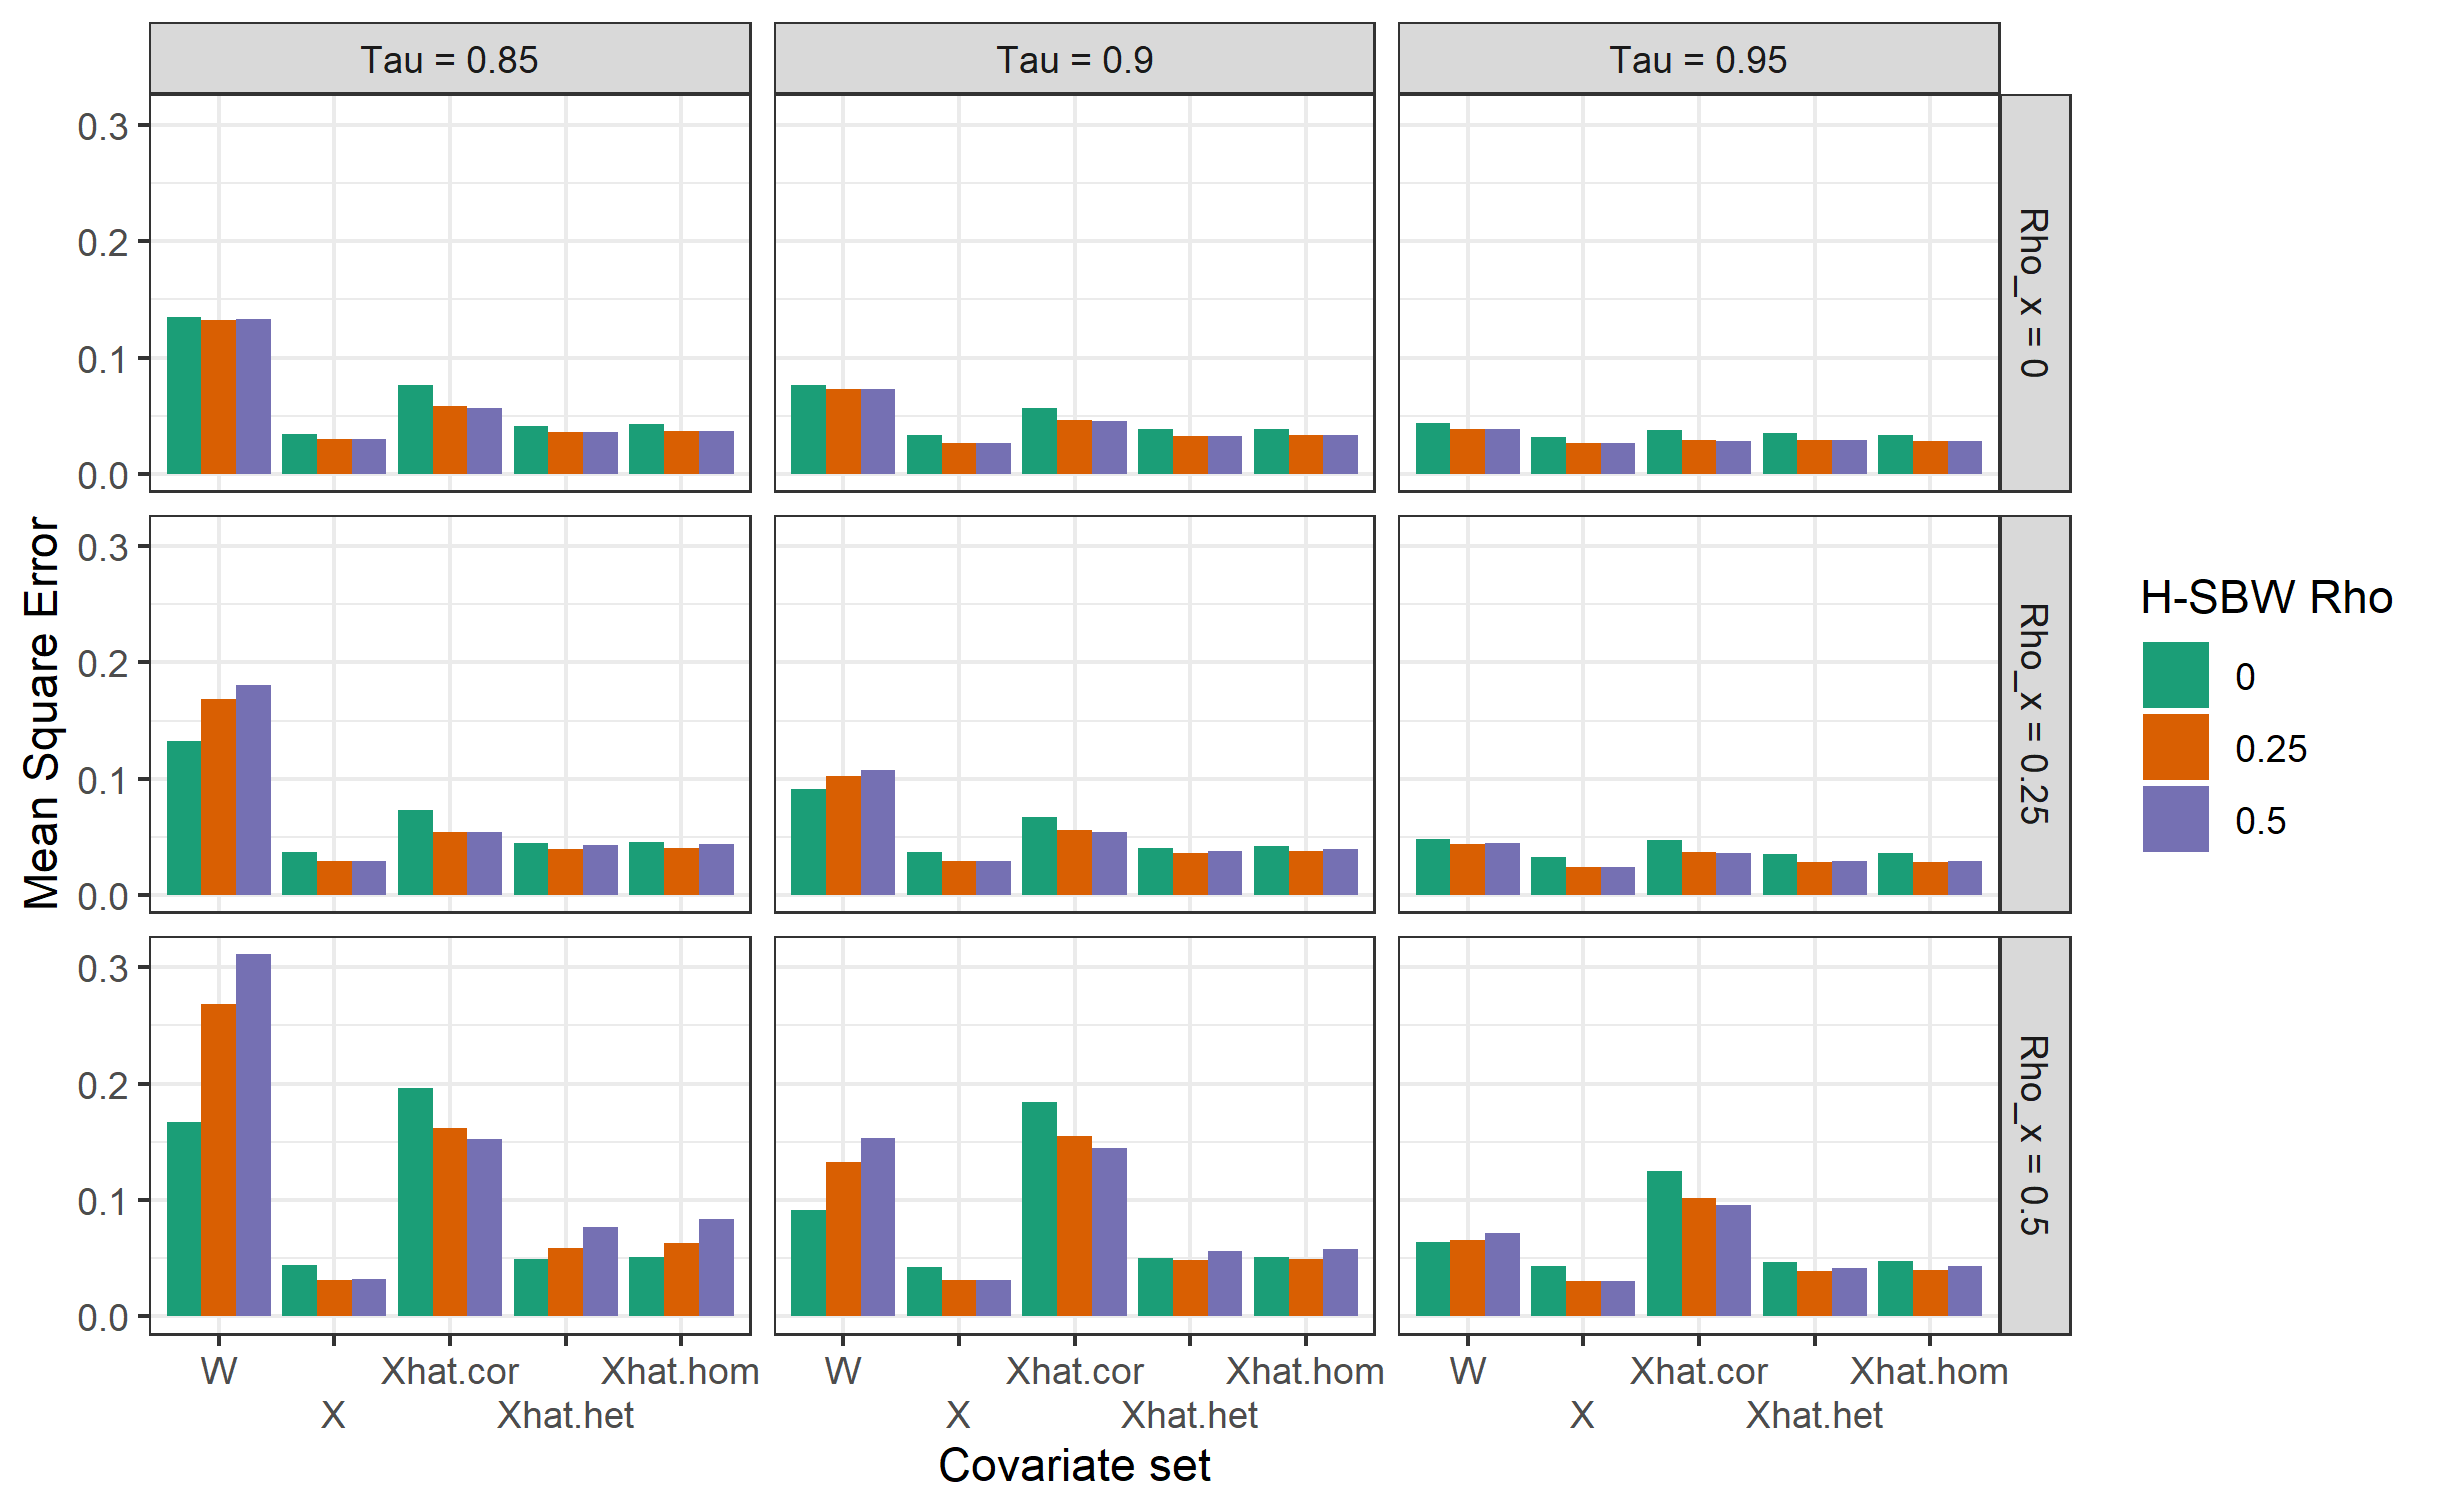 Tau = 0.85
Tau = 0.9
Tau = 0.95
0.3
0.2
0.1
0.0
Rho_x = 0
0.3
0.2
0.1
0.0
Rho_x = 0.25
0.3
0.2
0.1
0.0
Rho_x = 0.5
Mean Square Error
W
X
Xhat.cor
Xhat.het
Xhat.hom
W
X
Xhat.cor
Xhat.het
Xhat.hom
W
X
Xhat.cor
Xhat.het
Xhat.hom
Covariate set
H-SBW Rho
0
0.25
0.5